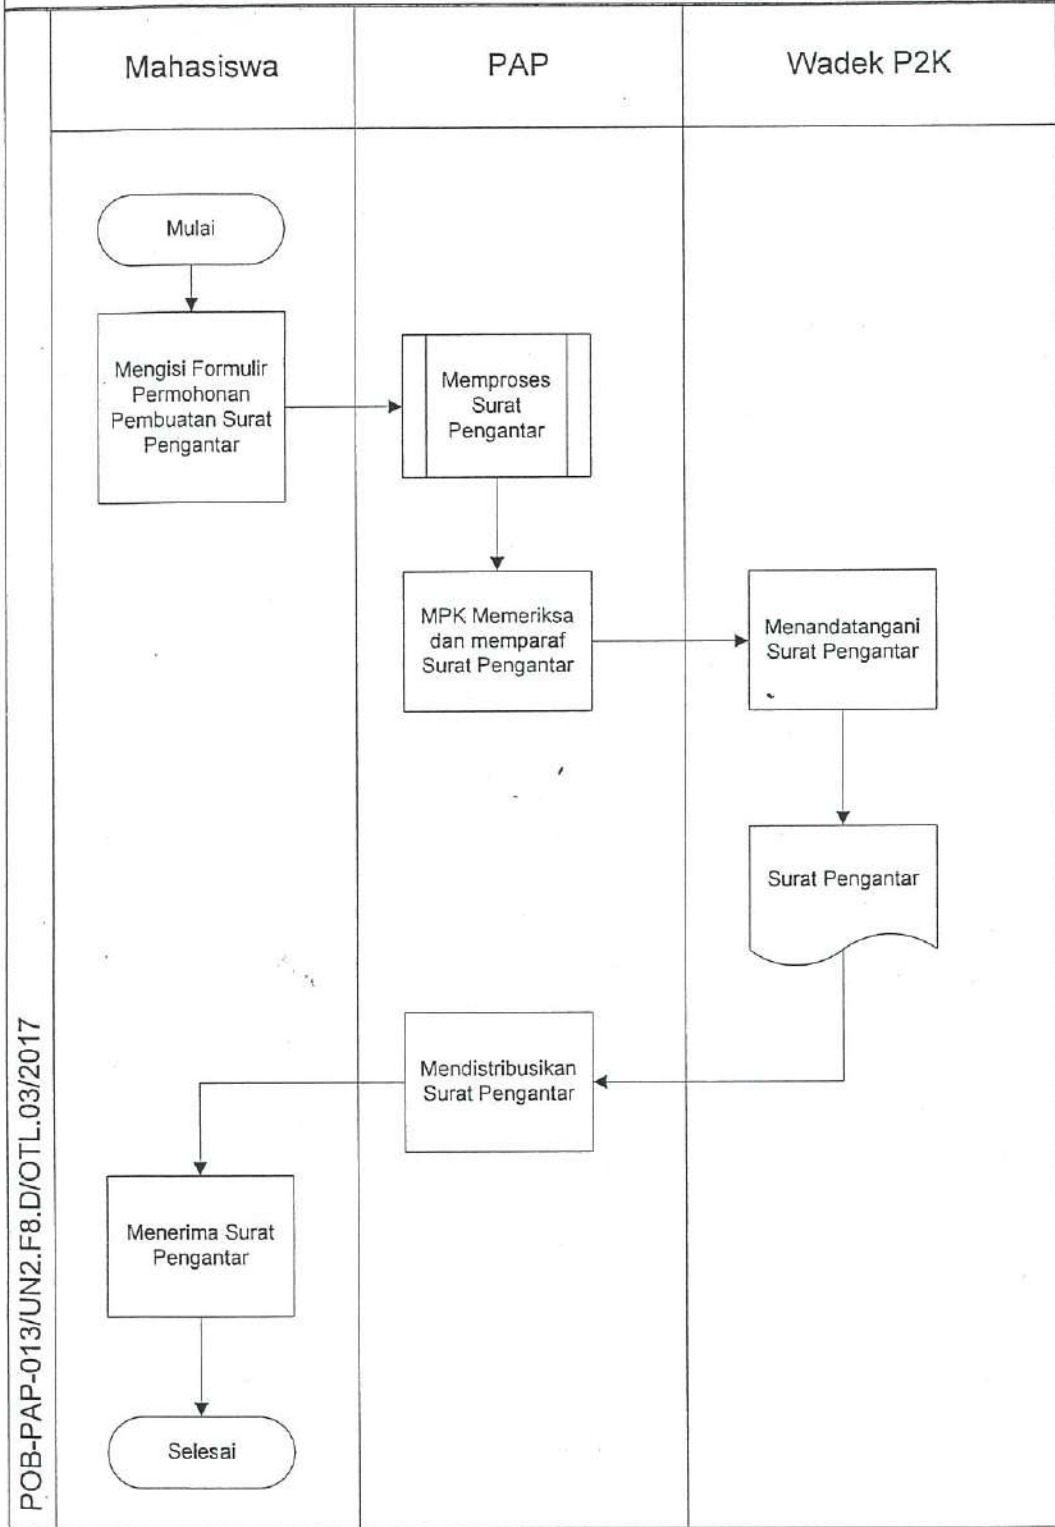 Mahasiswa
PAP
Wadek P2K
Mulai
Mengisi Formulir
Permohonan
Pembuatan Surat
Pengantar
Memproses
Surat
Pengantar
MPK Memeriksa
dan memparaf
Surat Pengantar
Menandatangani
Surat Pengantar
Surat Pengantar
Mendistribusikan
Surat Pengantar
Menerima Surat
Pengantar
Selesai
POB-PAP-013/UN2.F8.D/OTL.03/2017